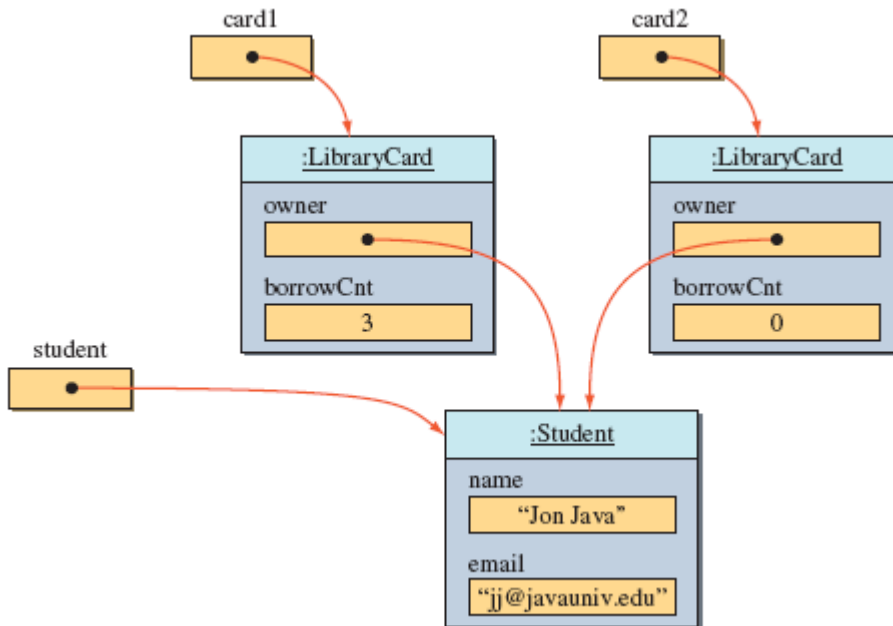 card1
card2
:LibraryCard
:LibraryCard
owner
owner
borrowCnt
borrowCnt
3
0
student
:Student
name
“Jon Java”
email
“jj@javauniv.edu”